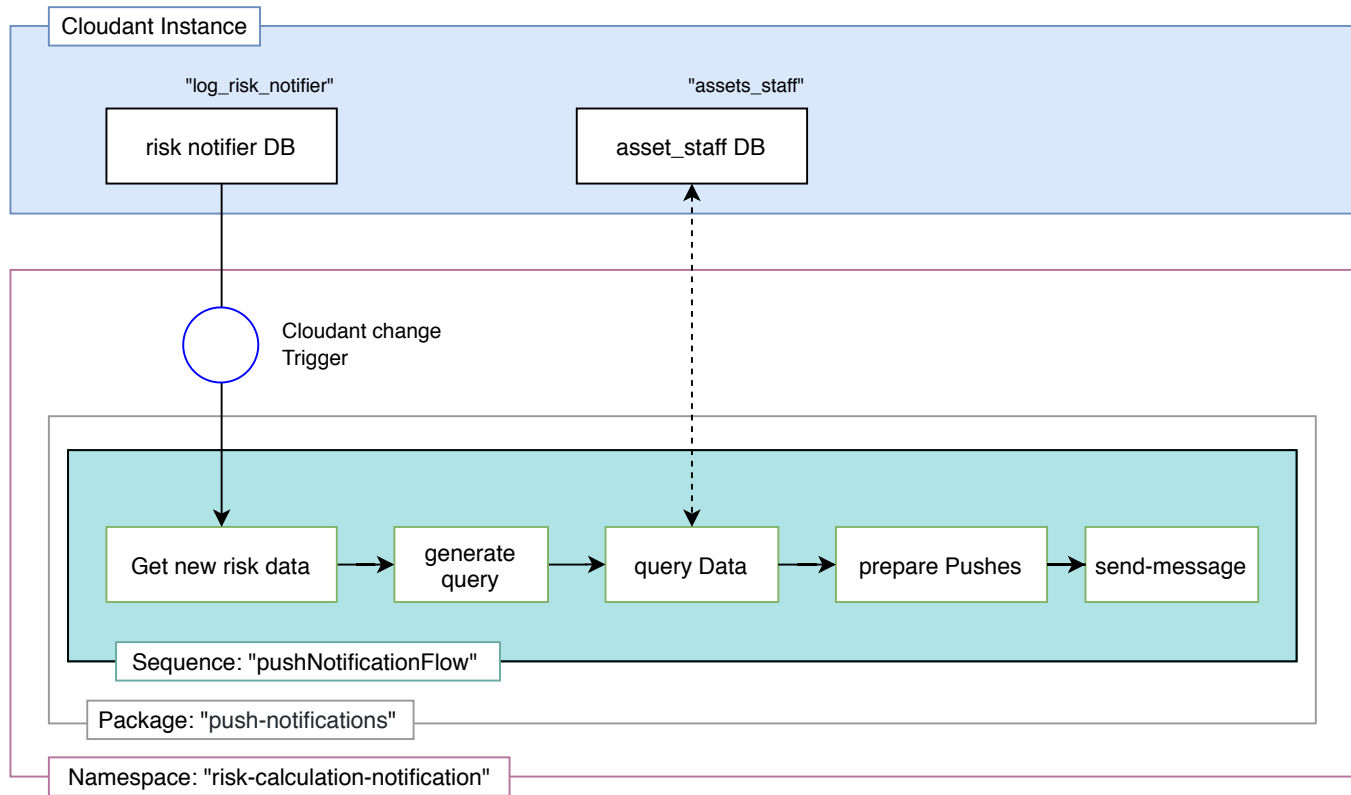 Cloudant Instance
"log_risk_notifier"
"assets_staff"
risk notifier DB
asset_staff DB
Cloudant change
Trigger
Get new risk data
generate
query
query Data
prepare Pushes
send-message
Sequence: "pushNotificationFlow"
Package: "push-notifications"
Namespace: "risk-calculation-notification"